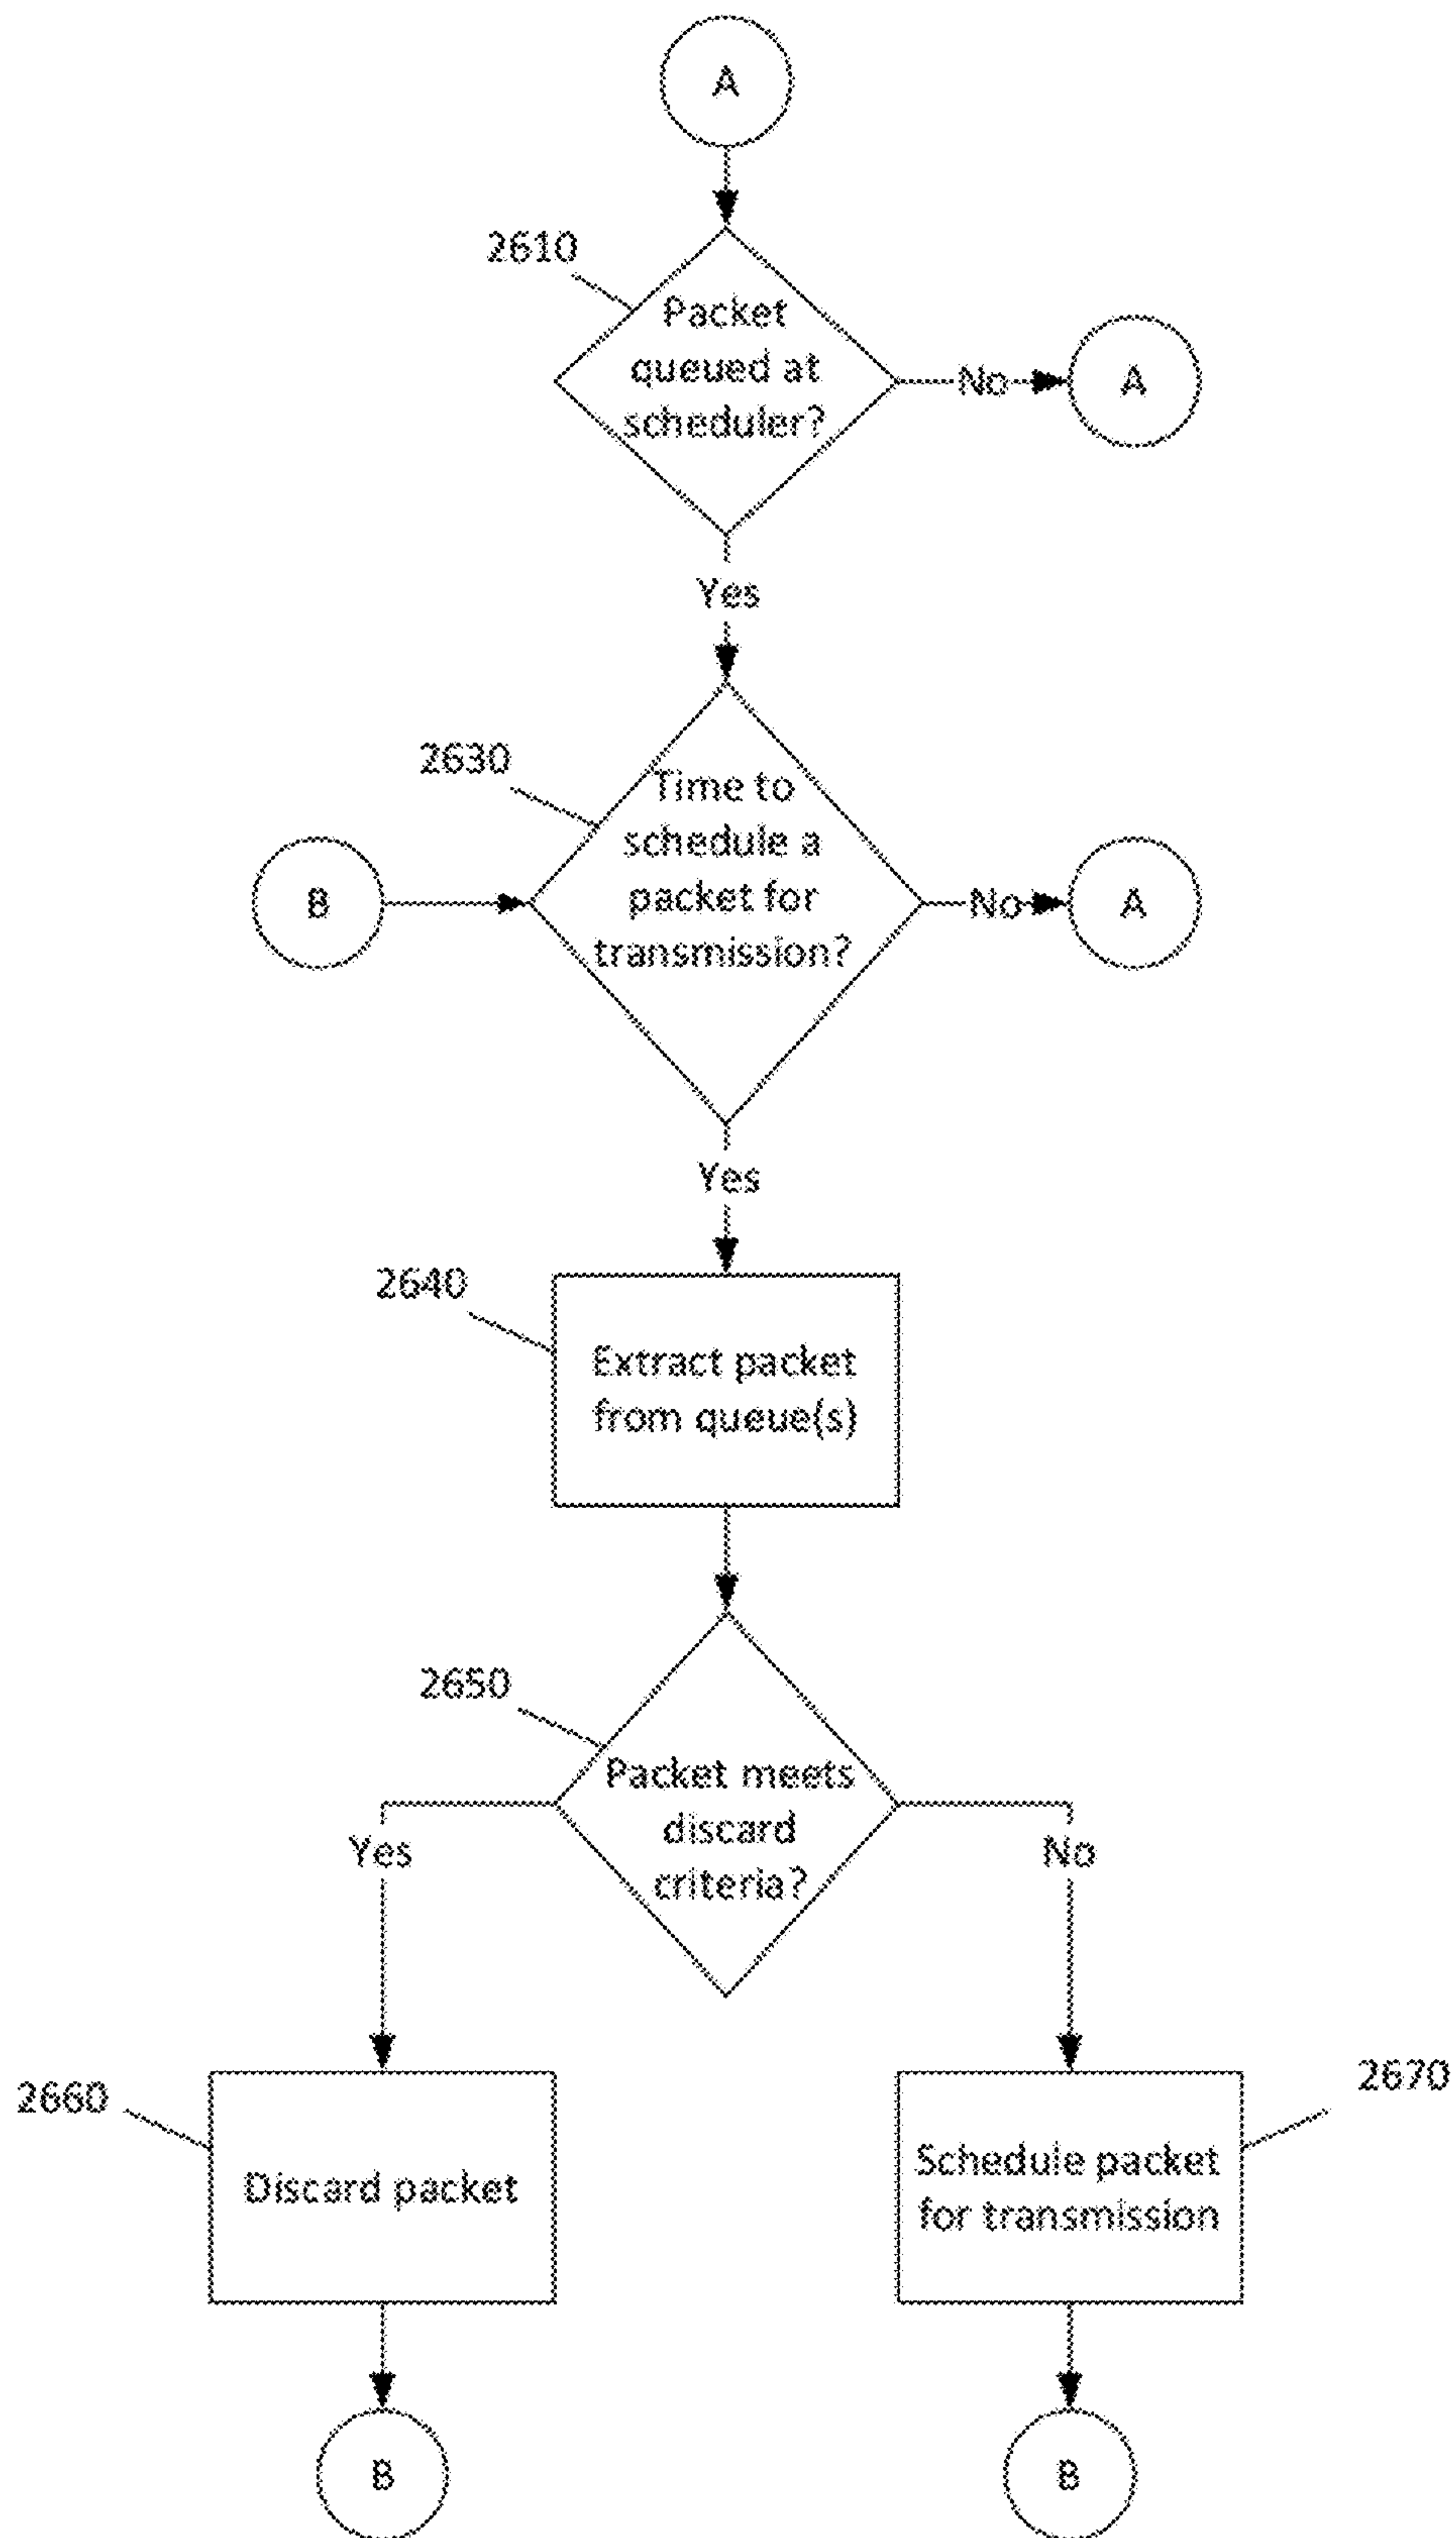 A
2610
Packet
queued at
scheduler?
No
A
Yes
2630
Time to
schedule a
packet for
transmission?
B
No
A
Yes
2640
Extract packet
from queue(s)
2650
Packet meets
discard
criteria?
Yes
No
2660
Discard packet
2670
Schedule packet
for transmission
B
B